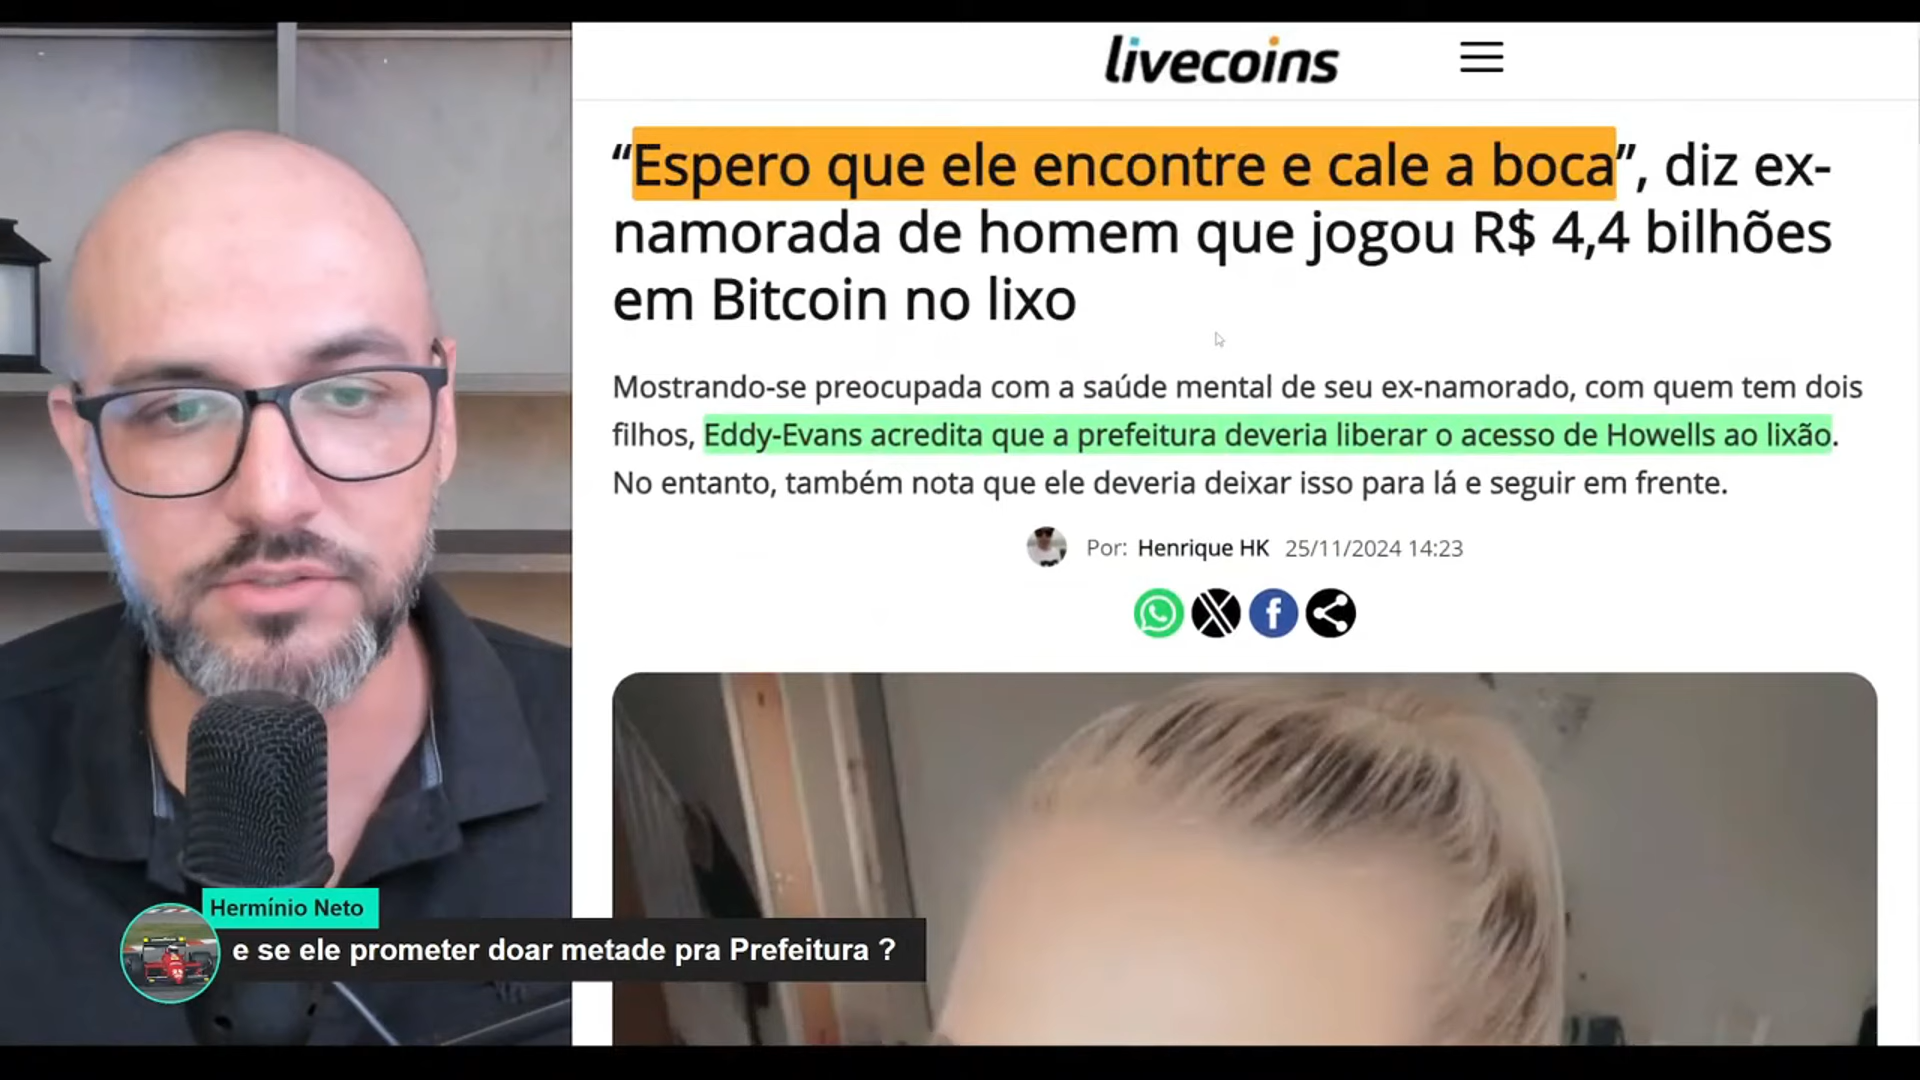 livecoins
“Espero que ele encontre e cale a boca”, diz ex-
namorada de homem que jogou R$ 4,4 bilhões
em Bitcoin no lixo
Mostrando-se preocupada com a saúde mental de seu ex-namorado, com quem tem dois
filhos, Eddy-Evans acredita que a prefeitura deveria liberar o acesso de Howells ao lixão.
No entanto, também nota que ele deveria deixar isso para lá e seguir em frente.
Por: Henrique HK 25/11/2024 14:23
Hermínio Neto
e se ele prometer doar metade pra Prefeitura ?